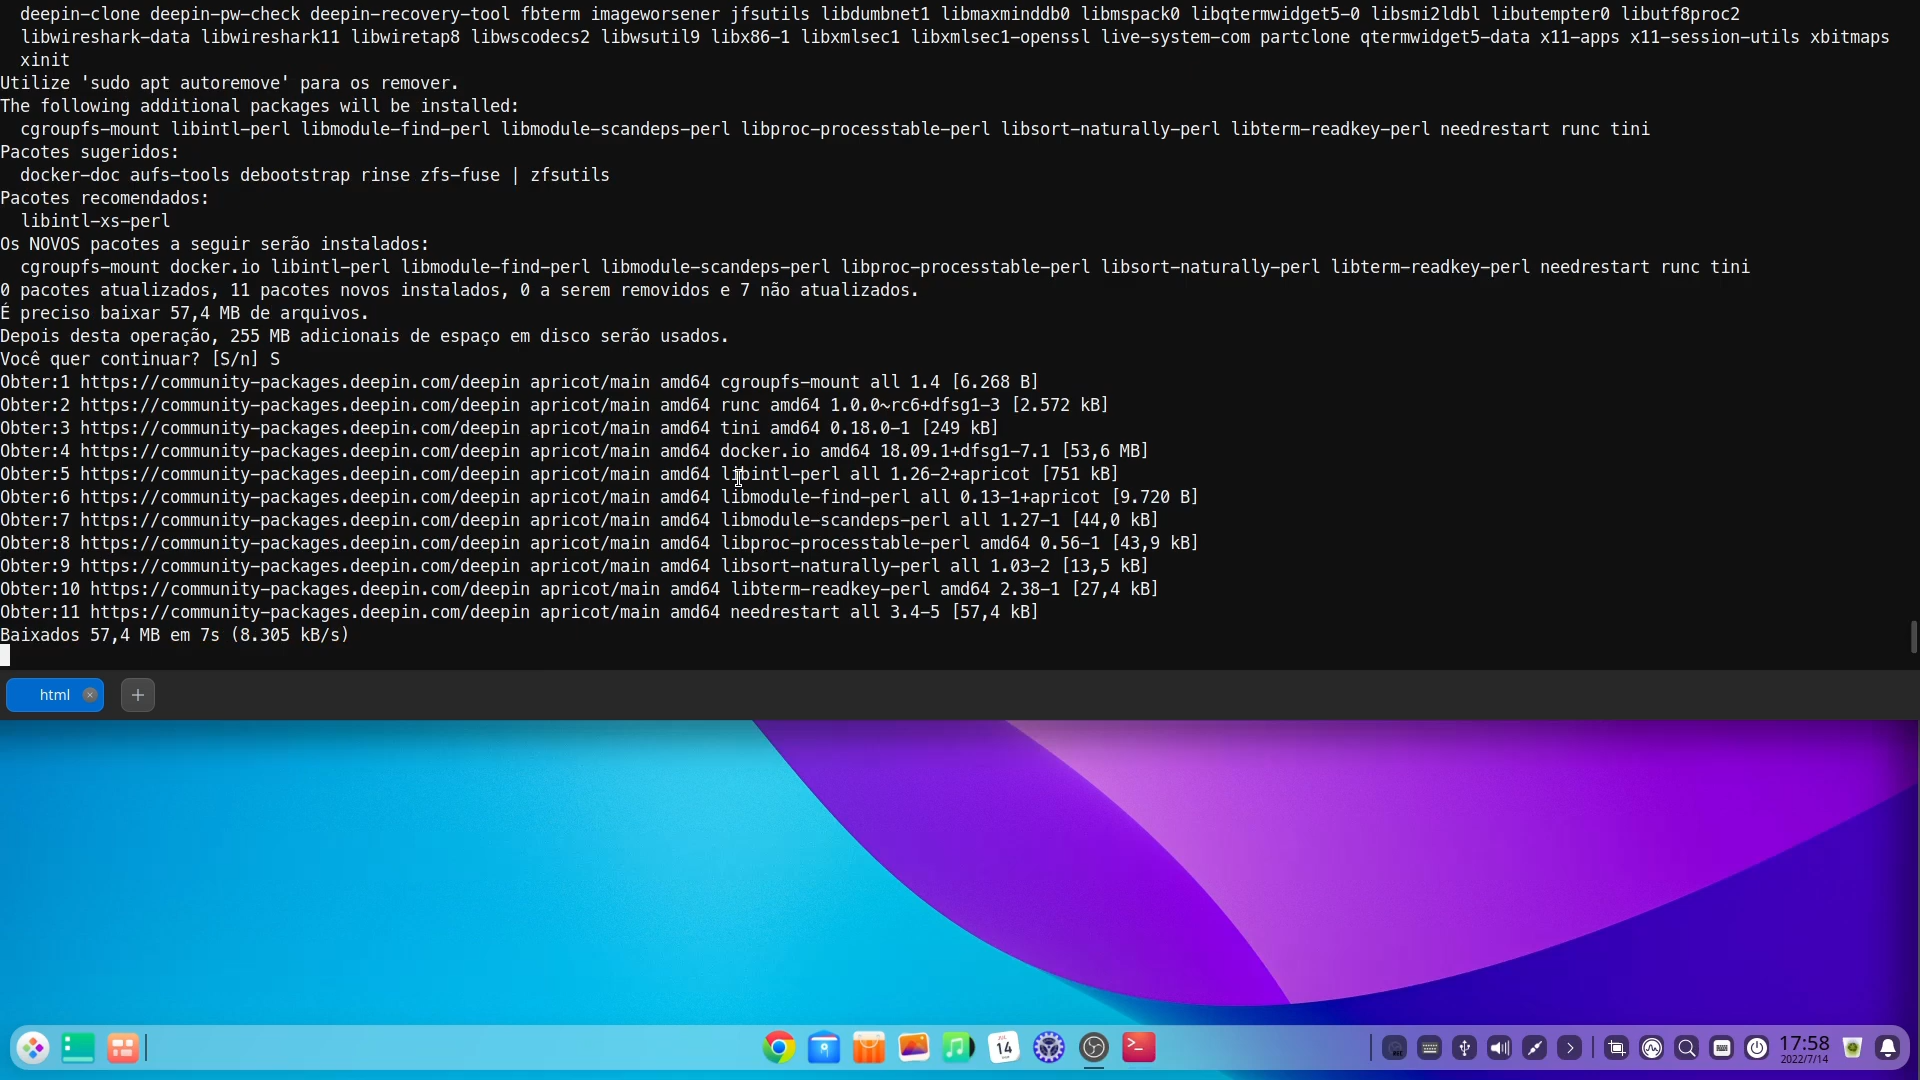 deepin-clone deepin-pw-check deepin-recovery-tool fbterm imageworsener jfsutils libdumbnet1 libmaxminddb0 libmspack0 libqtermwidget5-0 libsmi2ldbl libutempter0 libutf8proc2
libwireshark-data libwireshark11 libwiretap8 libwscodecs2 libwsutil9 libx86-1 libxmlsec1 libxmlsec1-openssl live-system-com partclone qtermwidget5-data x11-apps x11-session-utils xbitmaps
xinit
Utilize 'sudo apt autoremove' para os remover.
The following additional packages will be installed:
cgroupfs-mount libintl-perl libmodule-find-perl libmodule-scandeps-perl libproc-processtable-perl libsort-naturally-perl libterm-readkey-perl needrestart runc tini
Pacotes sugeridos:
docker-doc aufs-tools debootstrap rinse zfs-fuse | zfsutils
Pacotes recomendados:
libintl-xs-perl
Os NOVOS pacotes a seguir serão instalados:
cgroupfs-mount docker.io libintl-perl libmodule-find-perl libmodule-scandeps-perl libproc-processtable-perl libsort-naturally-perl libterm-readkey-perl needrestart runc tini
0 pacotes atualizados, 11 pacotes novos instalados, 0 a serem removidos e 7 não atualizados.
É preciso baixar 57,4 MB de arquivos.
Depois desta operação, 255 MB adicionais de espaço em disco serão usados.
Você quer continuar? [S/n] S
Obter:1 https://community-packages.deepin.com/deepin apricot/main amd64 cgroupfs-mount all 1.4 [6.268 B]
Obter:2 https://community-packages.deepin.com/deepin apricot/main amd64 runc amd64 1.0.0~rc6+dfsg1-3 [2.572 kB]
Obter:3 https://community-packages.deepin.com/deepin apricot/main amd64 tini amd64 0.18.0-1 [249 kB]
Obter:4 https://community-packages.deepin.com/deepin apricot/main amd64 docker.io amd64 18.09.1+dfsg1-7.1 [53,6 MB]
Obter:5 https://community-packages.deepin.com/deepin apricot/main amd64 libintl-perl all 1.26-2+apricot [751 kB]
Obter:6 https://community-packages.deepin.com/deepin apricot/main amd64 libmodule-find-perl all 0.13-1+apricot [9.720 B]
Obter:7 https://community-packages.deepin.com/deepin apricot/main amd64 libmodule-scandeps-perl all 1.27-1 [44,0 kB]
Obter:8 https://community-packages.deepin.com/deepin apricot/main amd64 libproc-processtable-perl amd64 0.56-1 [43,9 kB]
Obter:9 https://community-packages.deepin.com/deepin apricot/main amd64 libsort-naturally-perl all 1.03-2 [13,5 kB]
Obter:10 https://community-packages.deepin.com/deepin apricot/main amd64 libterm-readkey-perl amd64 2.38-1 [27,4 kB]
Obter:11 https://community-packages.deepin.com/deepin apricot/main amd64 needrestart all 3.4-5 [57,4 kB]
Baixados 57,4 MB em 7s (8.305 kB/s)
html
14
17:58
2022/7/14